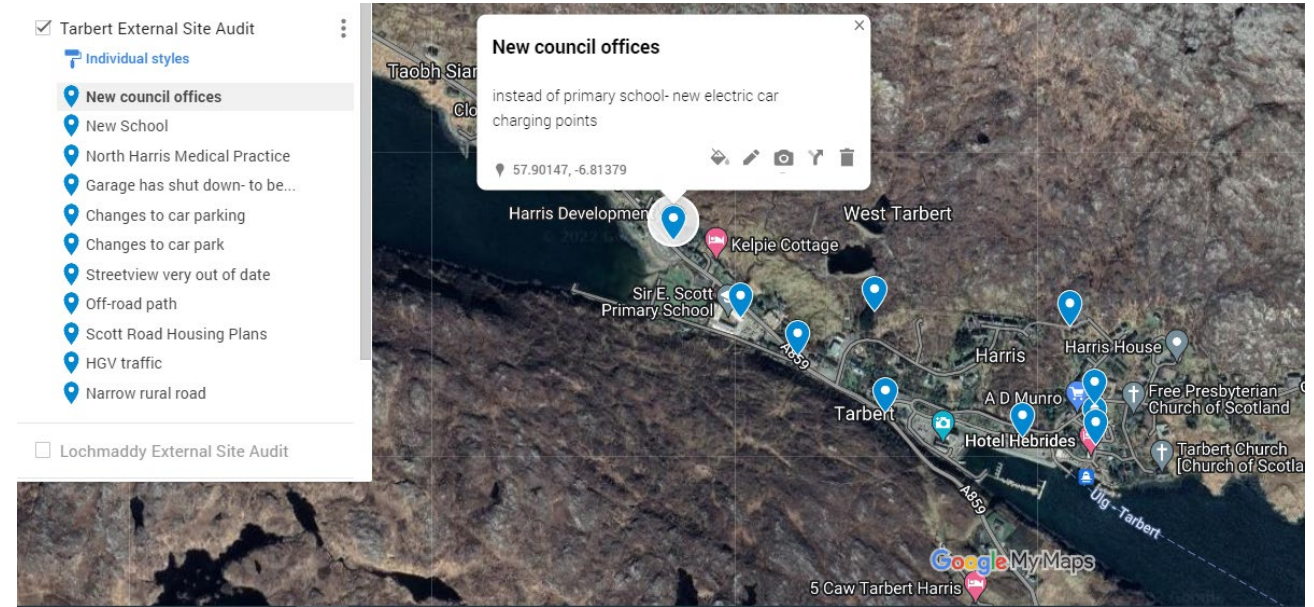 Tarbert External Site Audit
Individual styles
New council offices
New School
North Harris Medical Practice
Garage has shut down- to be...
Changes to car parking
Changes to car park
Streetview very out of date
Off-road path
Scott Road Housing Plans
HGV traffic
Narrow rural road
Lochmaddy External Site Audit
New council offices
instead of primary school- new electric car
charging points
57.90147, -6.81379
Taobh Siar
Harris Development
West Tarbert
Kelpie Cottage
Sir E. Scott
Primary School
A859
Harris
Harris House
A D Munro
Free Presbyterian
Church of Scotland
Tarbert
Hotel Hebrides
Tarbert Church
[Church of Scotla
A859
Uig - Tarbert
Google My Maps
5 Caw Tarbert Harris